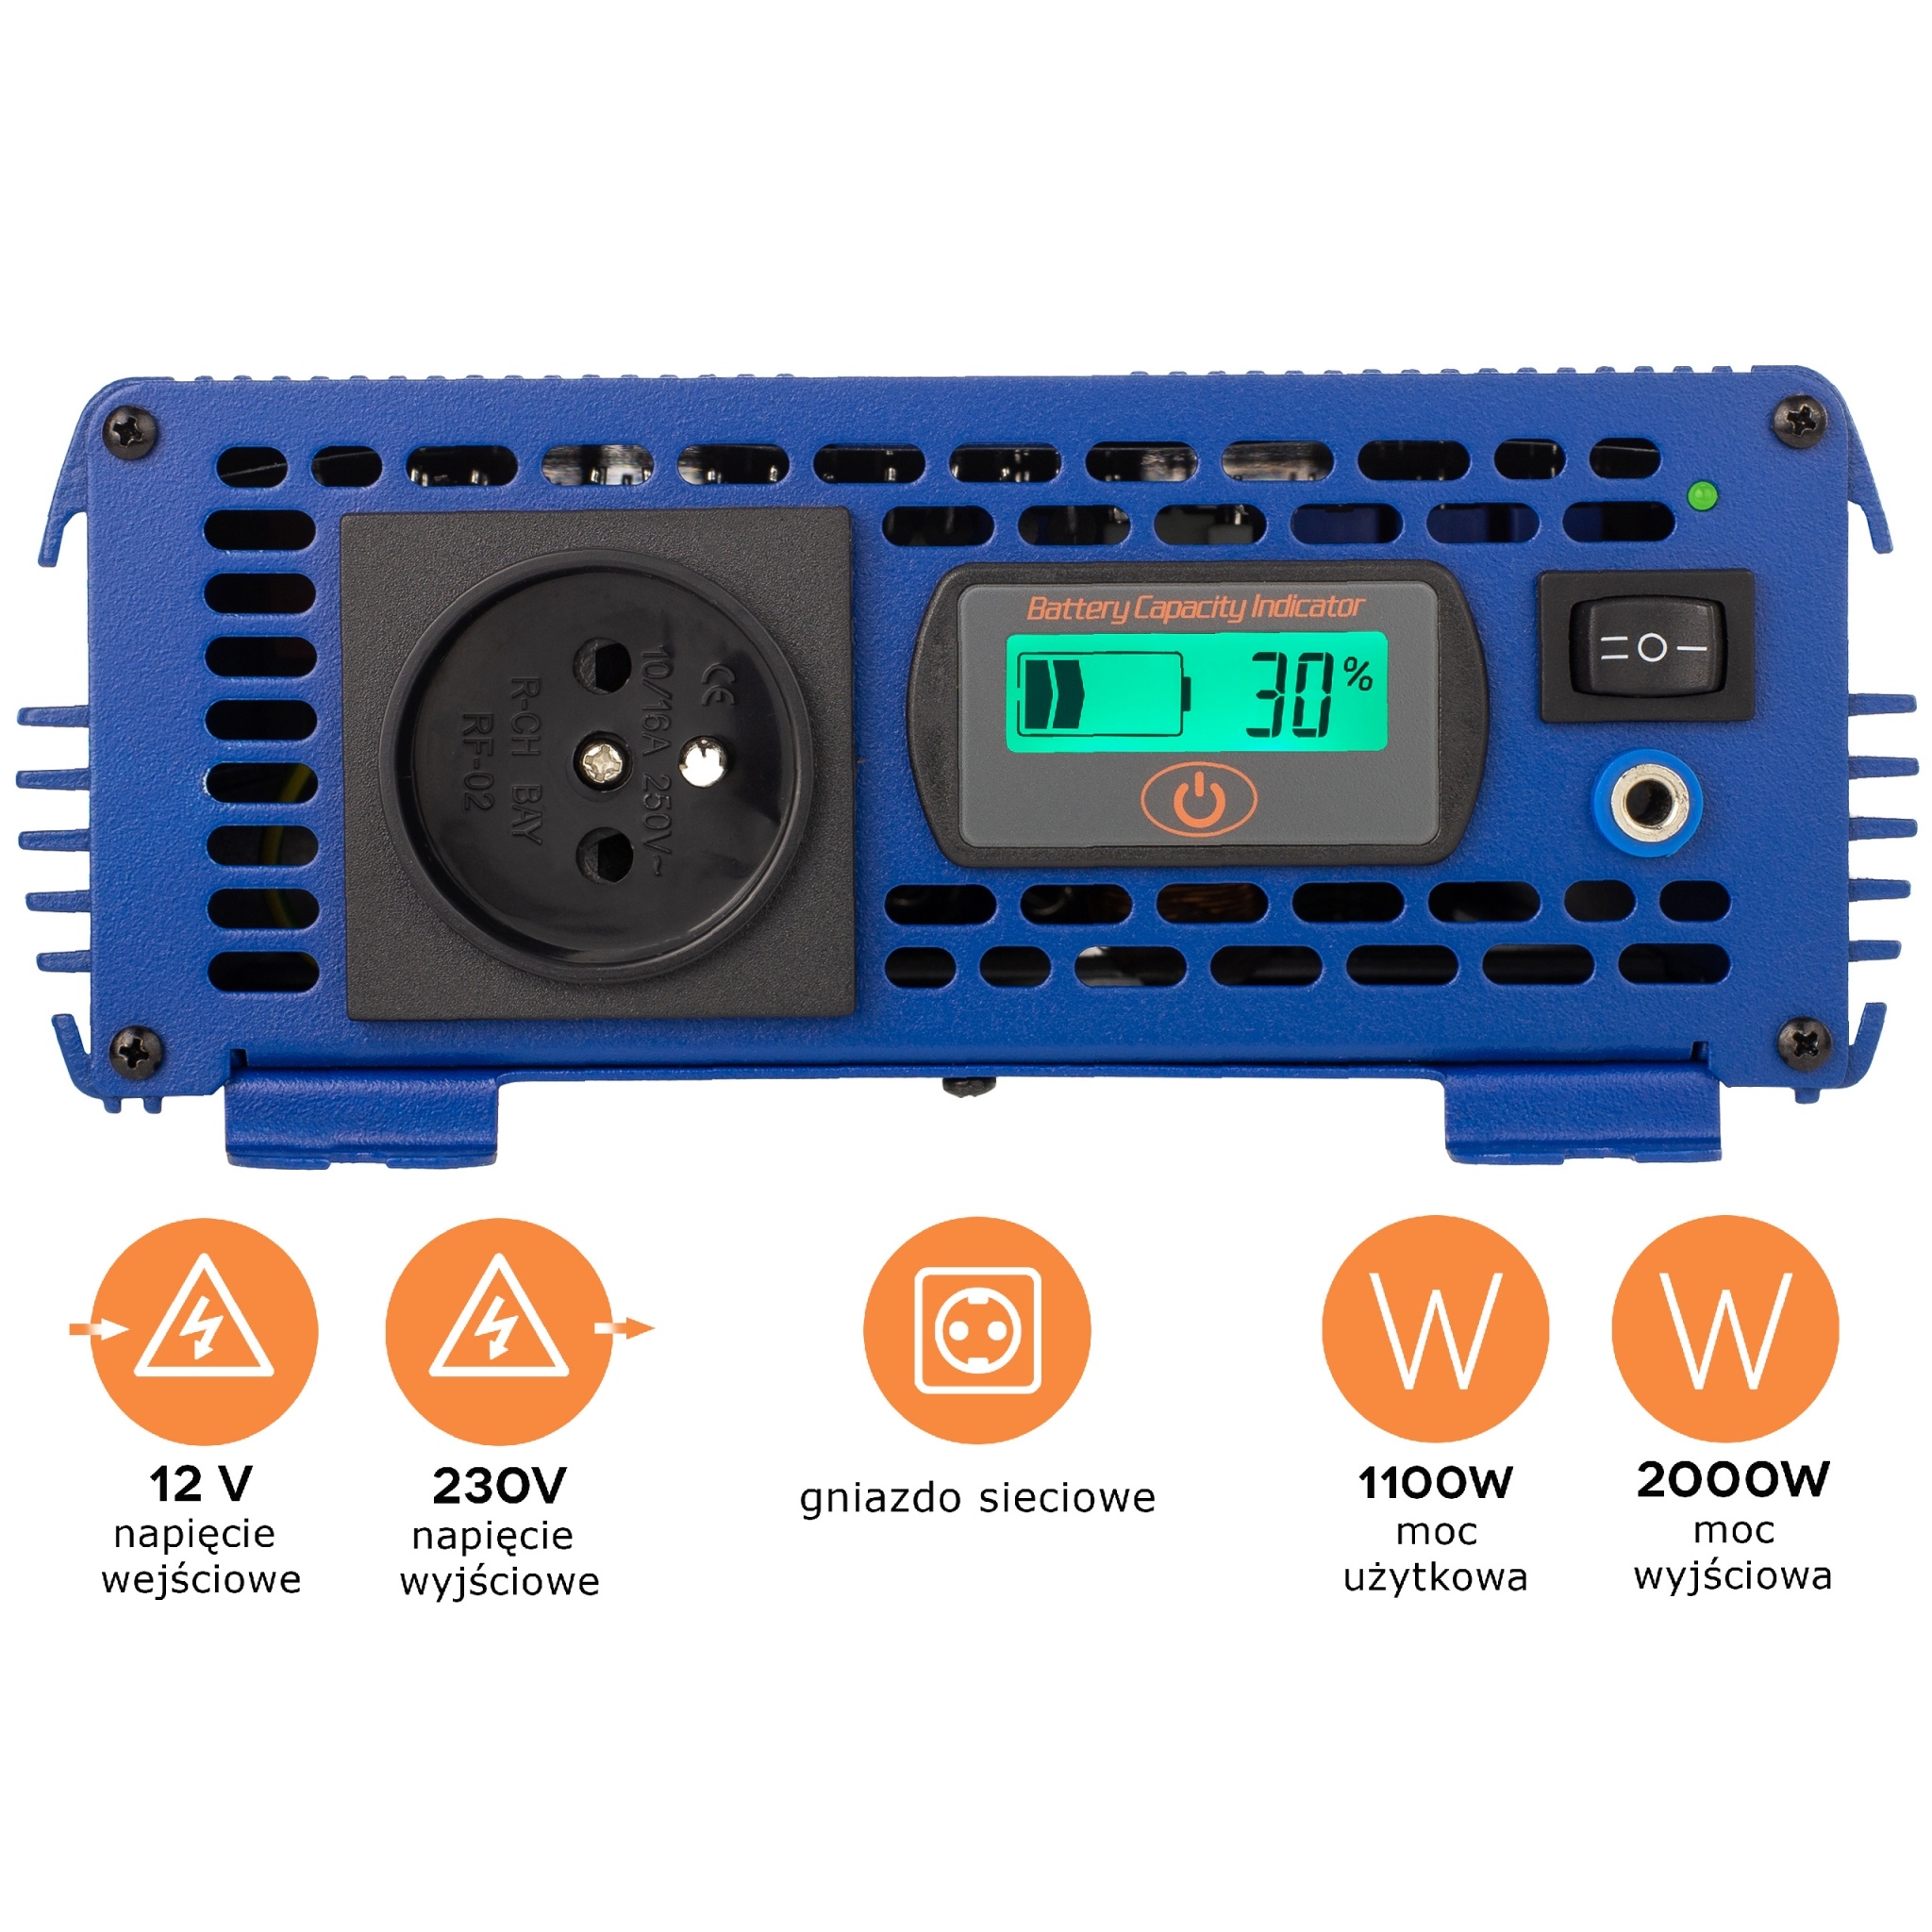 Battery Capacity Indicator
30%
CE
10/16A 250V~
R-CH BAY
RF-02
= O –
12 V
napięcie
wejściowe
230V
napięcie
wyjściowe
gniazdo sieciowe
W
1100W
moc
użytkowa
W
2000W
moc
wyjściowa